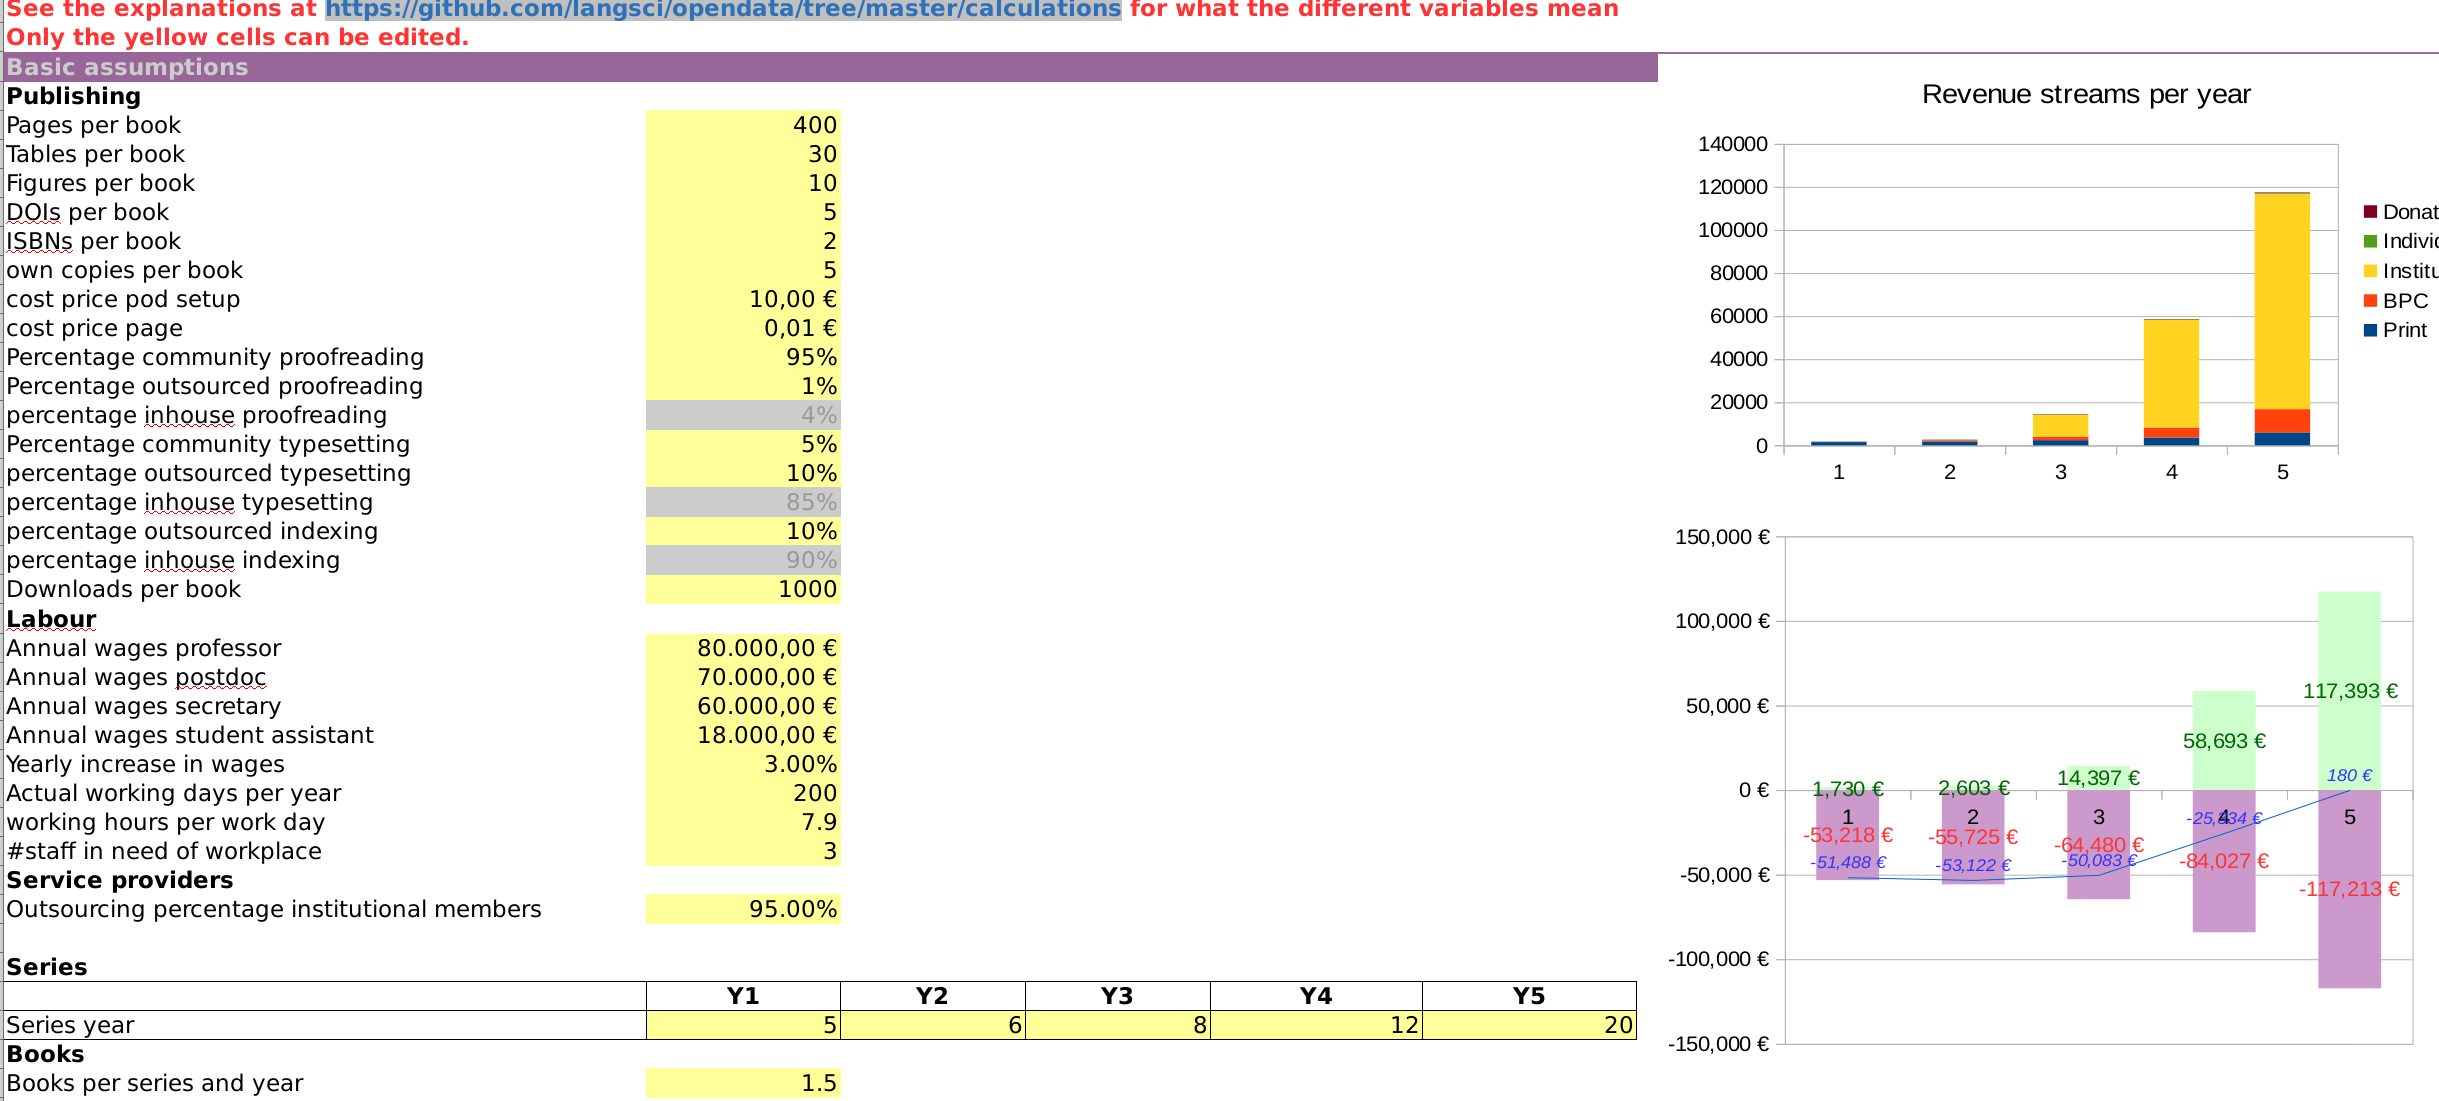 See the explanations at https://github.com/langsci/opendata/tree/master/calculations for what the different variables mean
Only the yellow cells can be edited.
Basic assumptions
Publishing
Pages per book 400
Tables per book 30
Figures per book 10
DOIs per book 5
ISBNs per book 2
own copies per book 5
cost price pod setup 10,00 €
cost price page 0,01 €
Percentage community proofreading 95%
Percentage outsourced proofreading 1%
percentage inhouse proofreading 4%
Percentage community typesetting 5%
percentage outsourced typesetting 10%
percentage inhouse typesetting 85%
percentage outsourced indexing 10%
percentage inhouse indexing 90%
Downloads per book 1000
Labour
Annual wages professor 80.000,00 €
Annual wages postdoc 70.000,00 €
Annual wages secretary 60.000,00 €
Annual wages student assistant 18.000,00 €
Yearly increase in wages 3.00%
Actual working days per year 200
working hours per work day 7.9
#staff in need of workplace 3
Service providers
Outsourcing percentage institutional members 95.00%
Series
Y1 Y2 Y3 Y4 Y5
Series year 5 6 8 12 20
Books
Books per series and year 1.5
Revenue streams per year
140000
120000
100000
80000
60000
40000
20000
0
1 2 3 4 5
Donat
Indivi
Institu
BPC
Print
150,000 €
100,000 €
50,000 €
0 €
-50,000 €
-100,000 €
-150,000 €
1,730 € 2,603 € 14,397 € 58,693 € 117,393 €
1 2 3 4 5
-53,218 € -55,725 € -64,480 € -84,027 € -117,213 €
-51,488 € -53,122 € -50,083 € -25,334 € 180 €